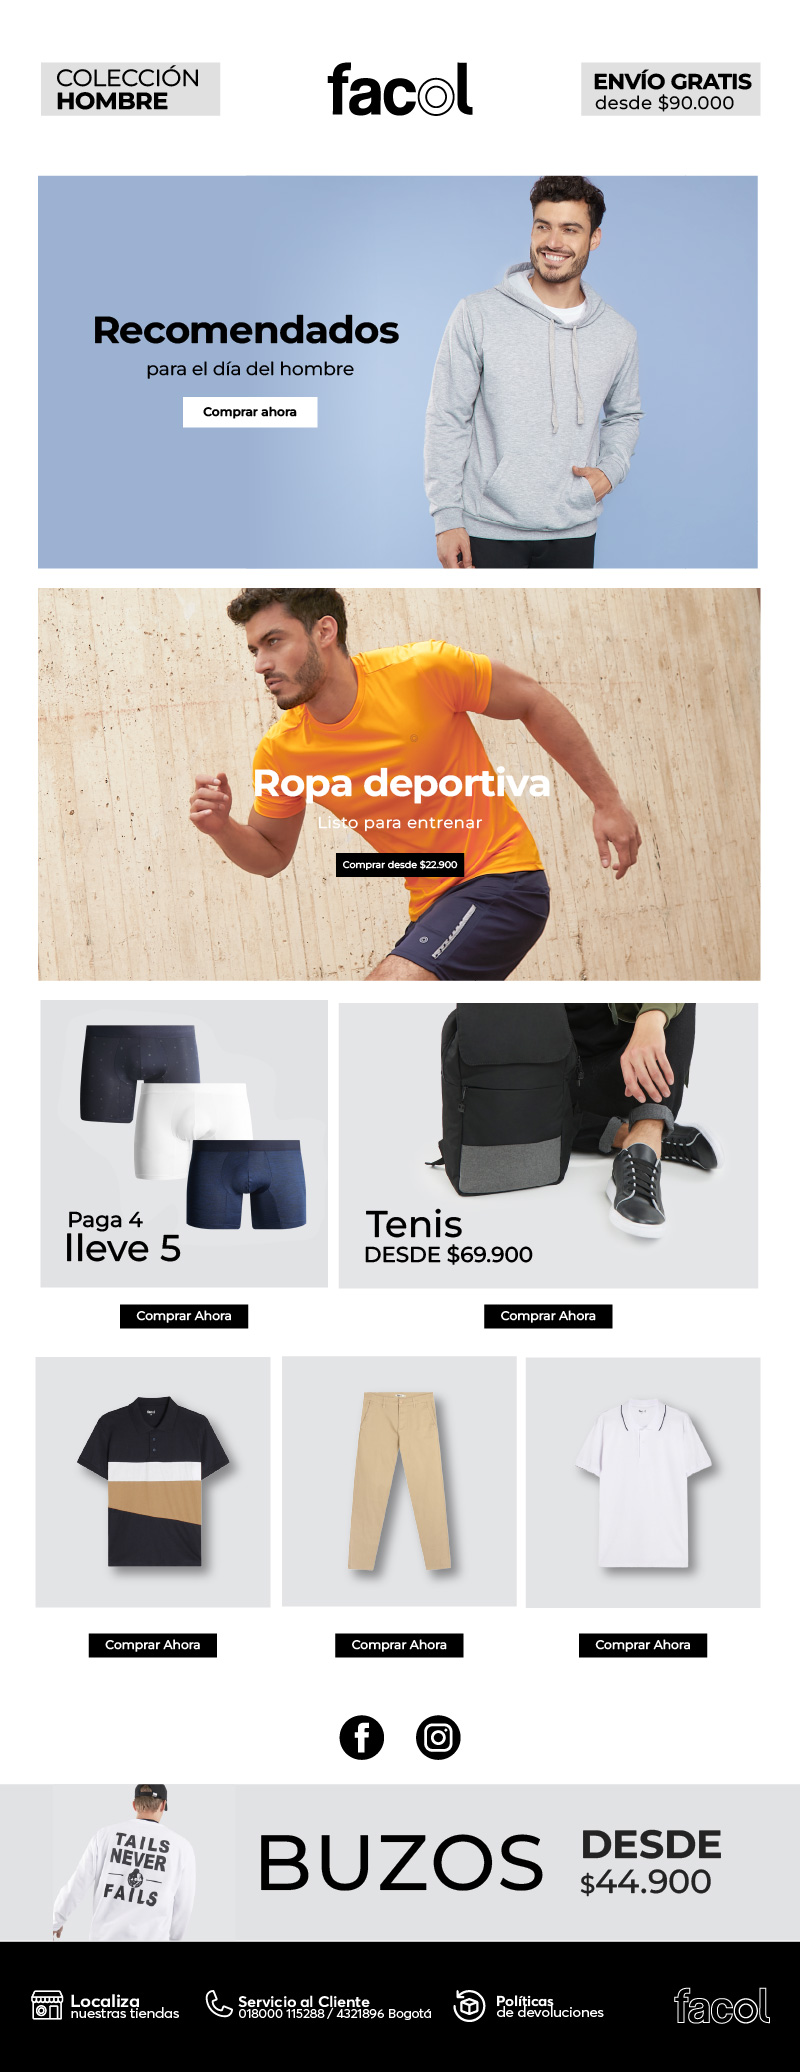 COLECCIÓN
HOMBRE
facol
ENVÍO GRATIS
desde $90.000
Recomendados
para el día del hombre
Comprar ahora
Ropa deportiva
Listo para entrenar
Comprar desde $22.900
Paga 4
lleve 5
Tenis
DESDE $69.900
Comprar Ahora
Comprar Ahora
Comprar Ahora
Comprar Ahora
Comprar Ahora
TAILS
NEVER
FAILS
BUZOS
DESDE
$44.900
Localiza
nuestras tiendas
Servicio al Cliente
018000 115288 / 4321896 Bogotá
Políticas
de devoluciones
facol